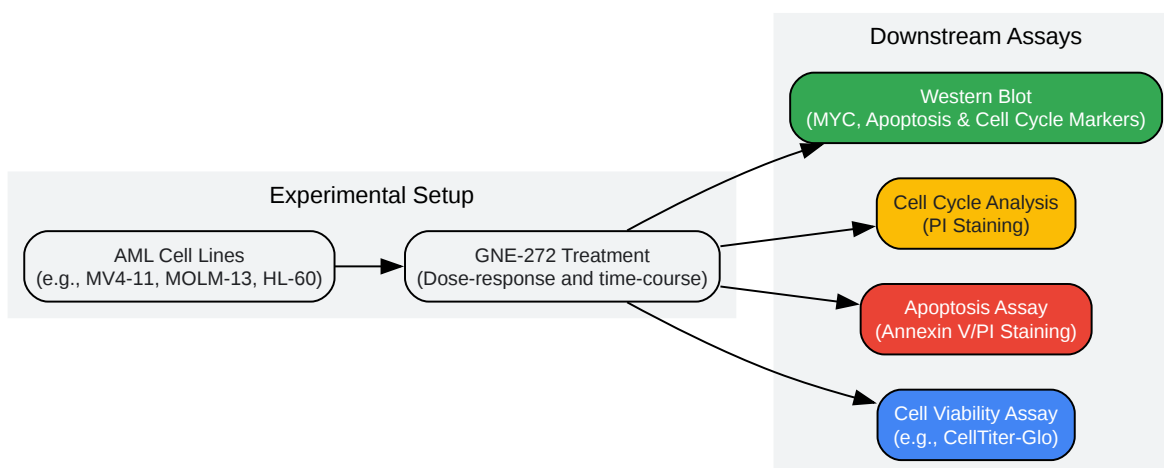 Experimental Setup
AML Cell Lines
(e.g., MV4-11, MOLM-13, HL-60)
GNE-272 Treatment
(Dose-response and time-course)
Downstream Assays
Western Blot
(MYC, Apoptosis & Cell Cycle Markers)
Cell Cycle Analysis
(PI Staining)
Apoptosis Assay
(Annexin V/PI Staining)
Cell Viability Assay
(e.g., CellTiter-Glo)